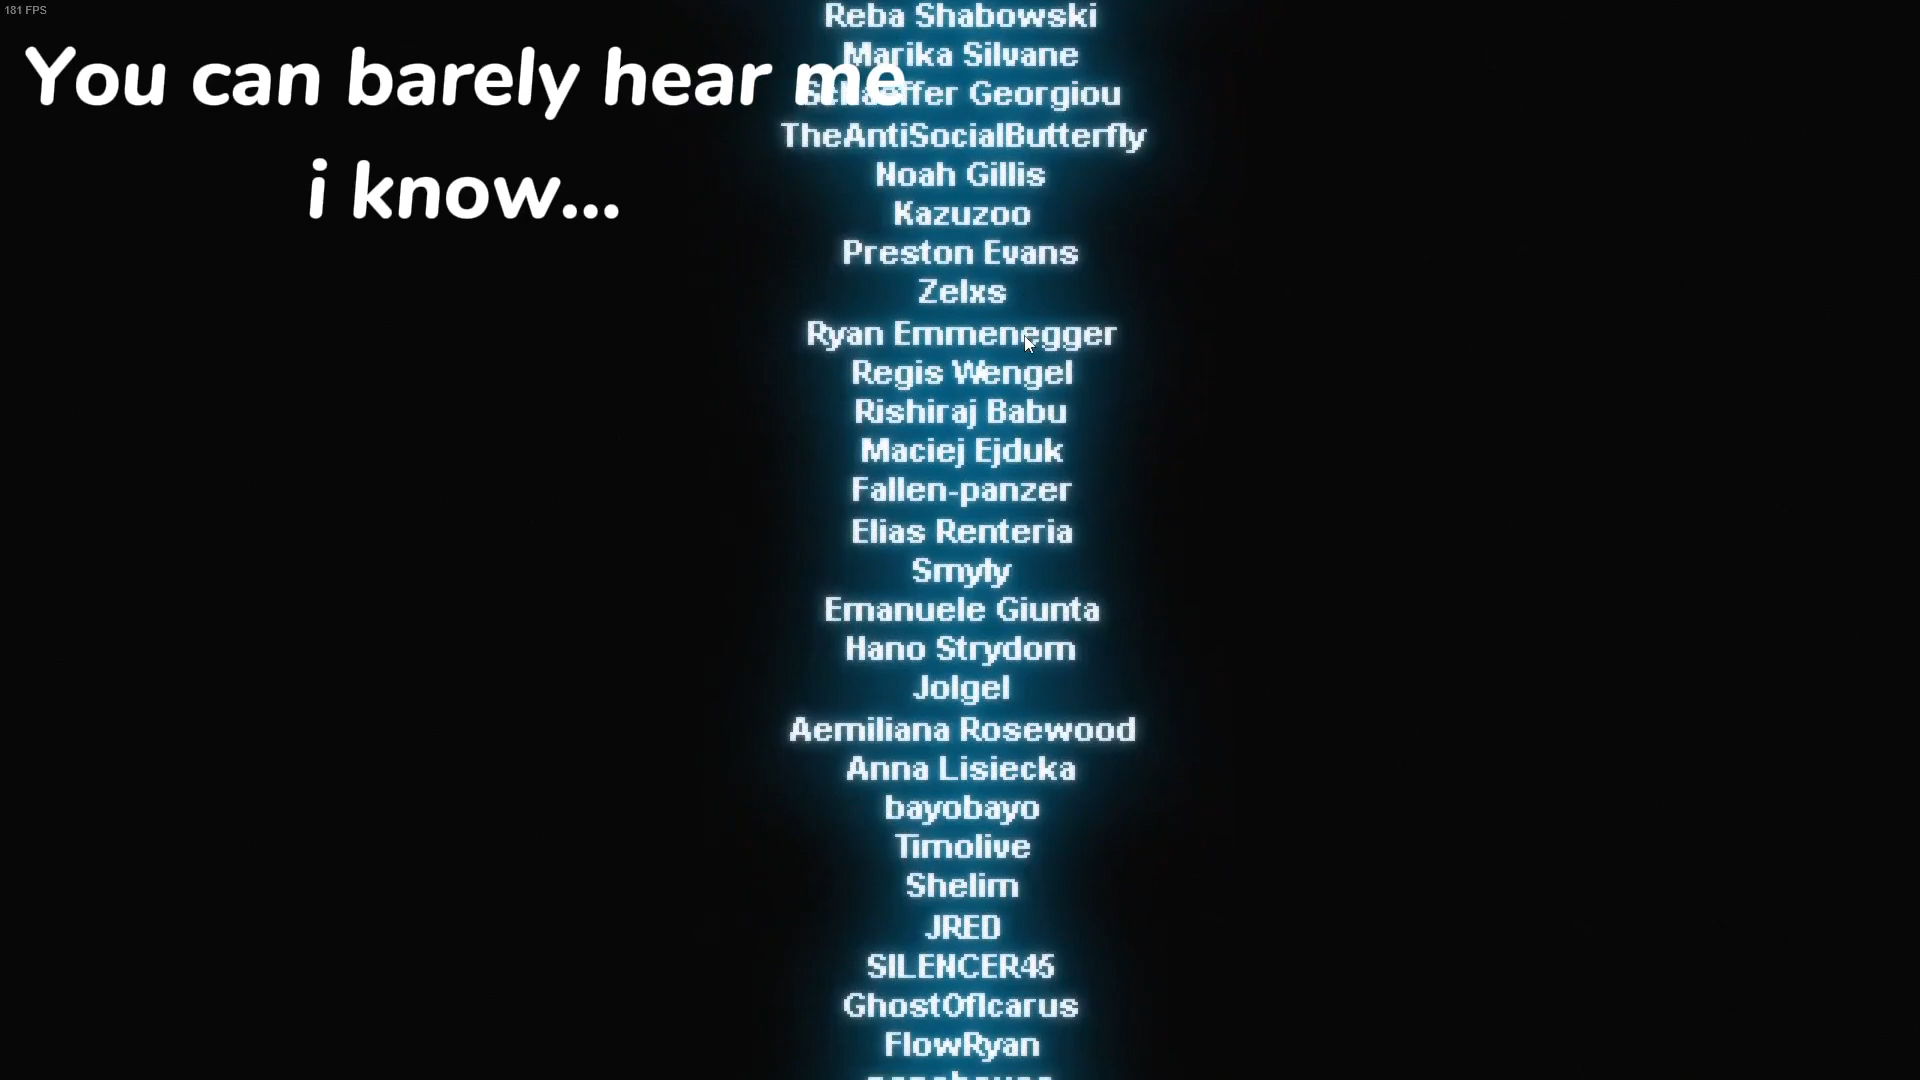 181 FPS
You can barely hear me
i know...
Reba Shabowski
Marika Silvane
Georgiou
TheAntiSocialButterfly
Noah Gillis
Kazuzoo
Preston Evans
Zelxs
Ryan Emmenegger
Regis Wengel
Rishiraj Babu
Maciej Ejduk
Fallen-panzer
Elias Renteria
Smyły
Emanuele Giunta
Hano Strydom
Jolgel
Aemiliana Rosewood
Anna Lisiecka
bayobayo
Timolive
Shelim
JRED
SILENCER45
GhostOfIcarus
FlowRyan